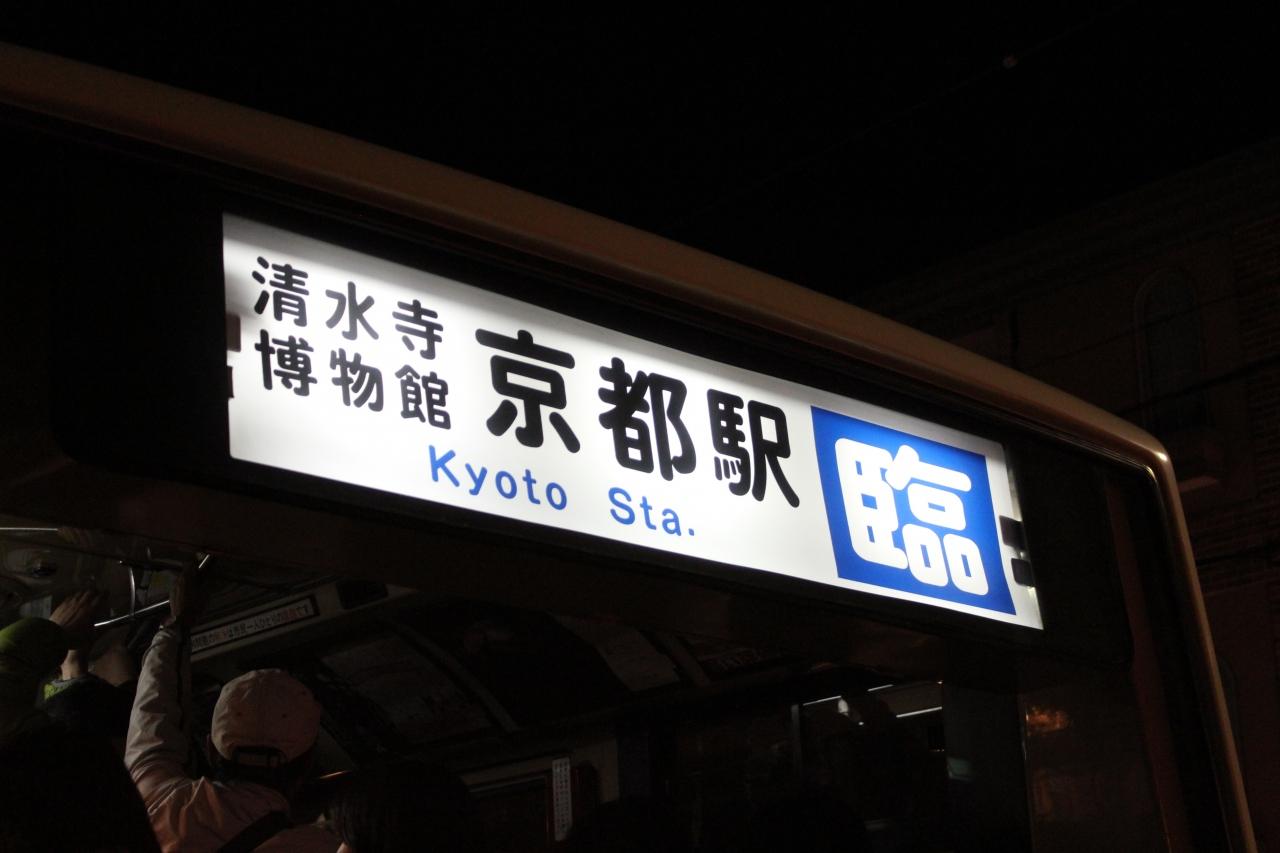 清水寺
博物館
京都駅
Kyoto Sta.
臨